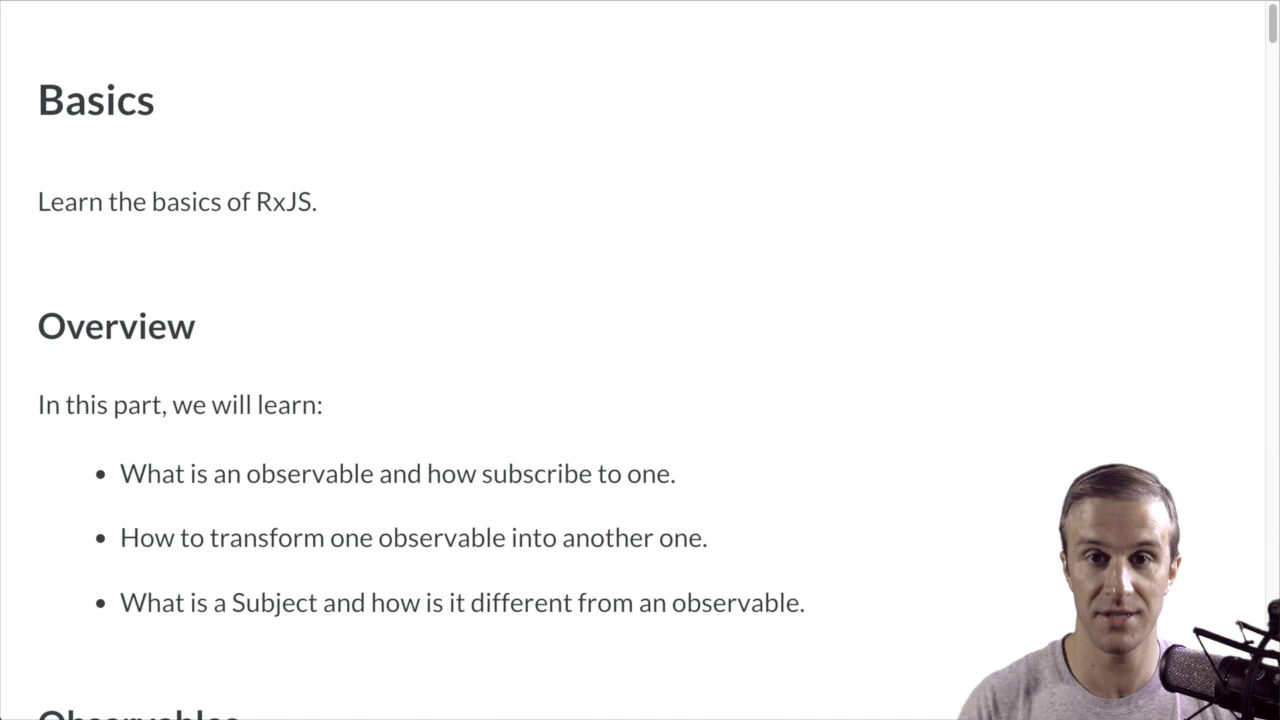 Basics
Learn the basics of RxJS.
Overview
In this part, we will learn:
• What is an observable and how subscribe to one.
• How to transform one observable into another one.
• What is a Subject and how is it different from an observable.
Observables